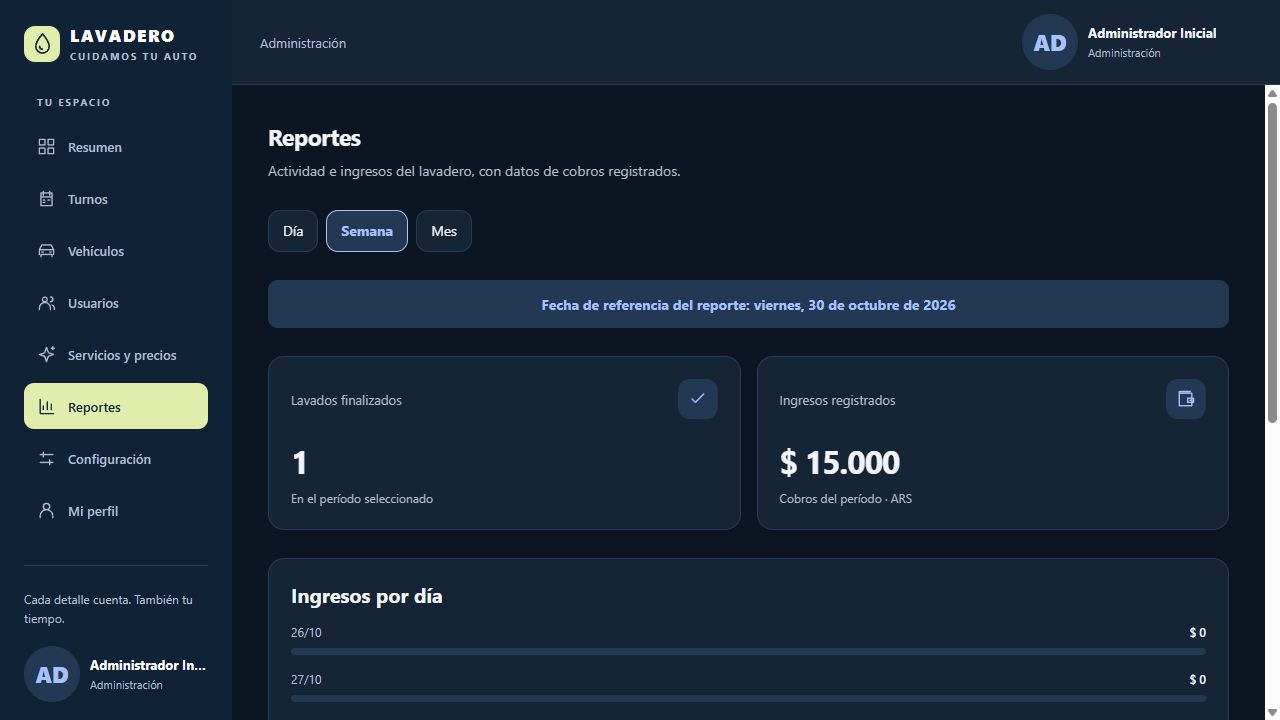 LAVADERO
CUIDAMOS TU AUTO
TU ESPACIO
Resumen
Turnos
Vehículos
Usuarios
Servicios y precios
Reportes
Configuración
Mi perfil
Cada detalle cuenta. También tu
tiempo.
AD
Administrador In...
Administración
Administración
AD
Administrador Inicial
Administración
Reportes
Actividad e ingresos del lavadero, con datos de cobros registrados.
Día
Semana
Mes
Fecha de referencia del reporte: viernes, 30 de octubre de 2026
Lavados finalizados
1
En el período seleccionado
Ingresos registrados
$ 15.000
Cobros del período · ARS
Ingresos por día
26/10
$ 0
27/10
$ 0